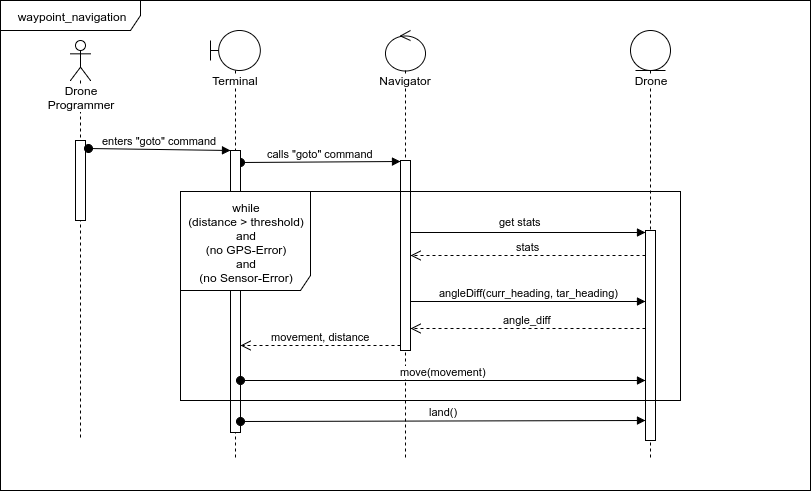 waypoint_navigation
Drone
Programmer
Terminal
Navigator
Drone
enters "goto" command
calls "goto" command
while
(distance > threshold)
and
(no GPS-Error)
and
(no Sensor-Error)
get stats
stats
angleDiff(curr_heading, tar_heading)
angle_diff
movement, distance
move(movement)
land()